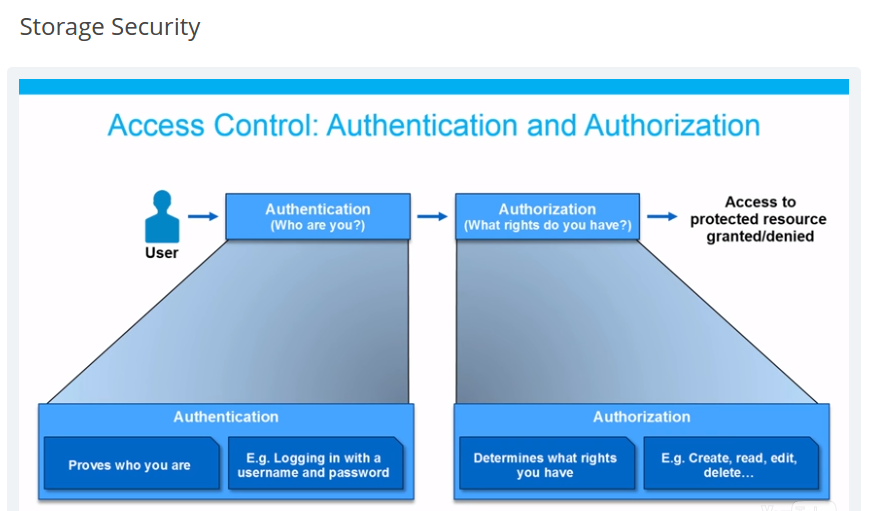 Storage Security
Access Control: Authentication and Authorization
User
Authentication
(Who are you?)
Authorization
(What rights do you have?)
Access to
protected resource
granted/denied
Authentication
Proves who you are
E.g. Logging in with a
username and password
Authorization
Determines what rights
you have
E.g. Create, read, edit,
delete...